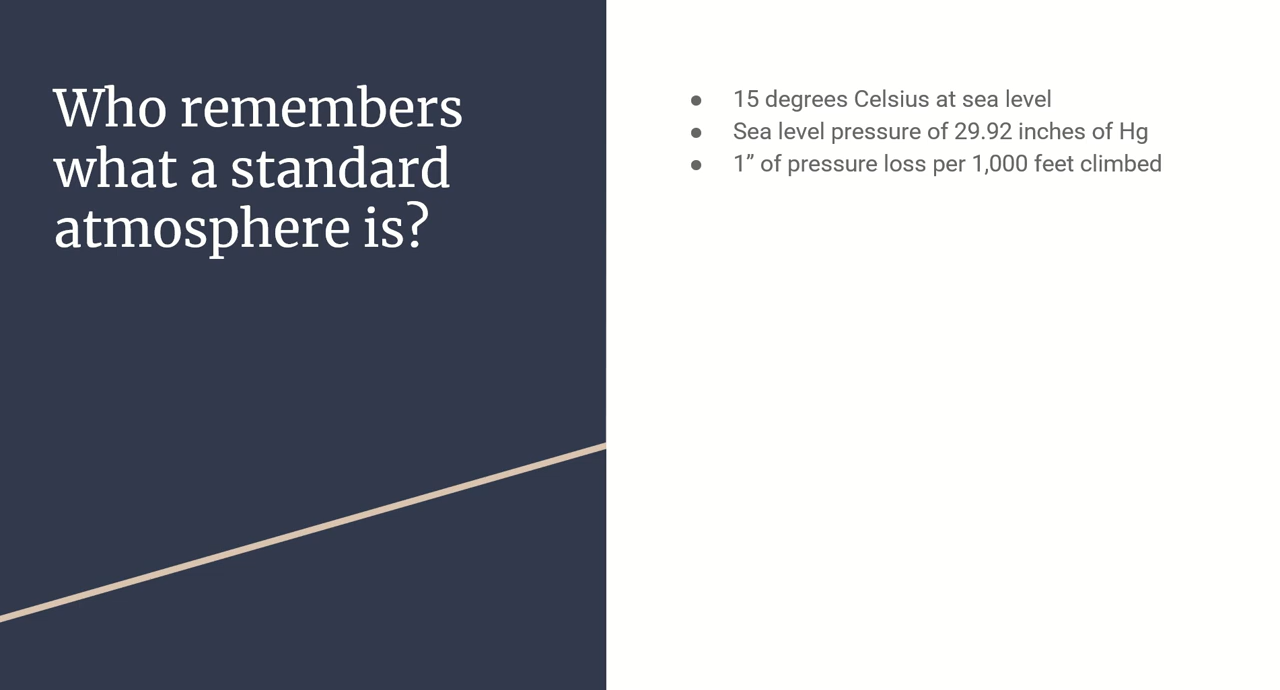 Who remembers
what a standard
atmosphere is?
● 15 degrees Celsius at sea level
● Sea level pressure of 29.92 inches of Hg
● 1” of pressure loss per 1,000 feet climbed